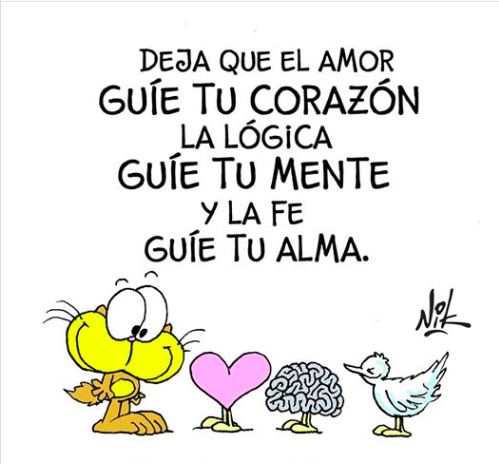 DEJA QUE EL AMOR
GUÍE TU CORAZÓN
LA LÓGICA
GUÍE TU MENTE
Y LA FE
GUÍE TU ALMA.
Nik